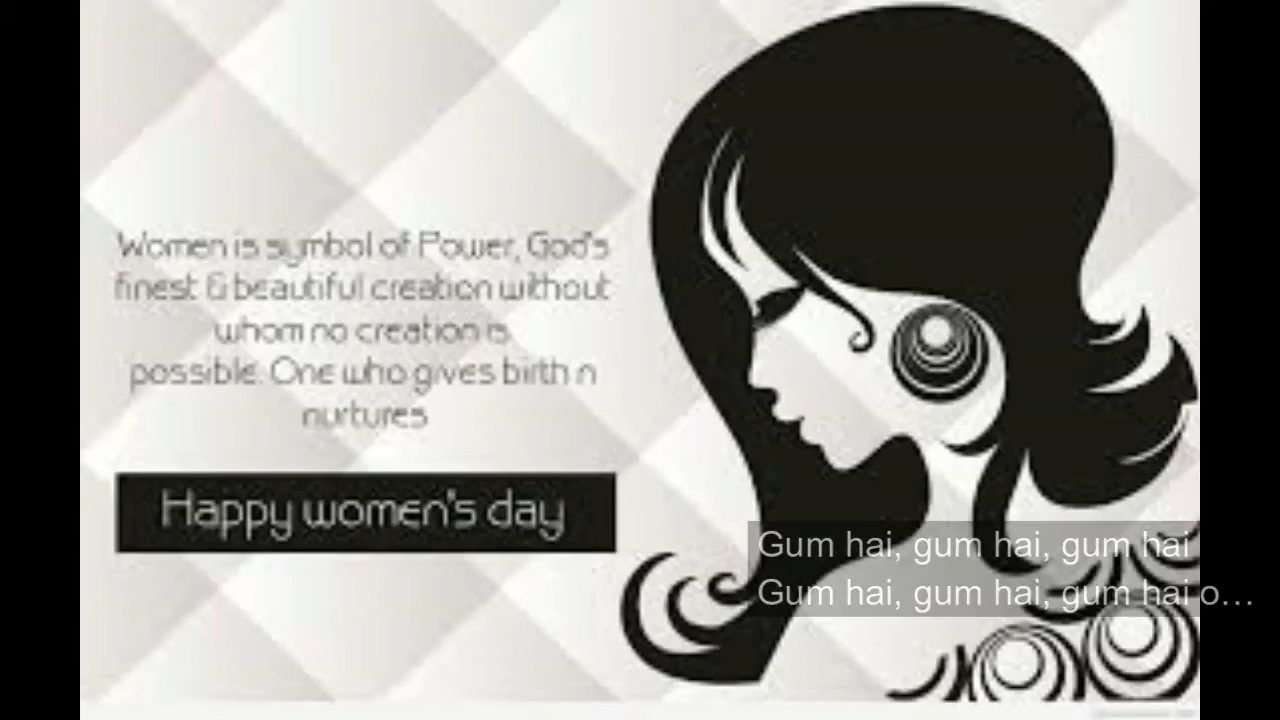 Women is symbol of Power, God's
finest & beautiful creation without
whom no creation is
possible. One who gives birth n
nurtures
Happy women's day
Gum hai, gum hai, gum hai
Gum hai, gum hai, gum hai o…